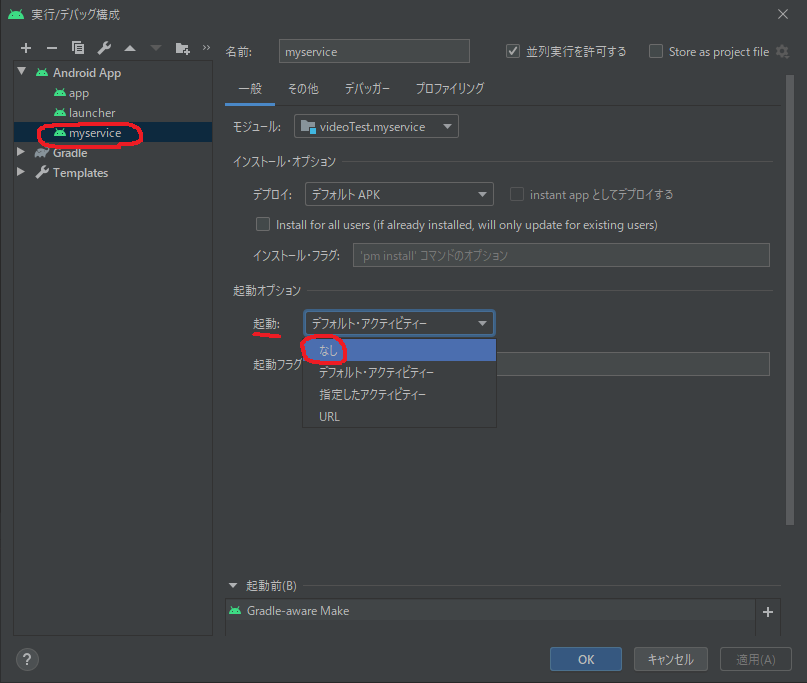 実行/デバッグ構成
名前: myservice 並列実行を許可する Store as project file
Android App
app
launcher
myservice
Gradle
Templates
一般 その他 デバッガー プロファイリング
モジュール: videoTest.myservice
インストール・オプション
デプロイ: デフォルト APK instant app としてデプロイする
Install for all users (if already installed, will only update for existing users)
インストール・フラグ: 'pm install' コマンドのオプション
起動オプション
起動: デフォルト・アクティビティー
なし
起動フラグ
デフォルト・アクティビティー
指定したアクティビティー
URL
起動前(B)
Gradle-aware Make
? OK キャンセル 適用(A)